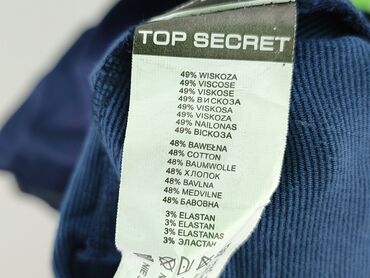 TOP SECRET
49% WISKOZA
49% VISCOSE
49% VISKOSE
49% ВИСКОЗА
49% VISKOSA
49% VISKOZA
49% NAILONAS
49% ВІСКОЗА
48% BAWEŁNA
48% COTTON
48% BAUMWOLLE
48% ХЛОПОК
48% BAVLNA
48% MEDVILNE
48% БАВОВНА
3% ELASTAN
3% ELASTAN
3% ELASTANAS
3% ЭЛАСТАН